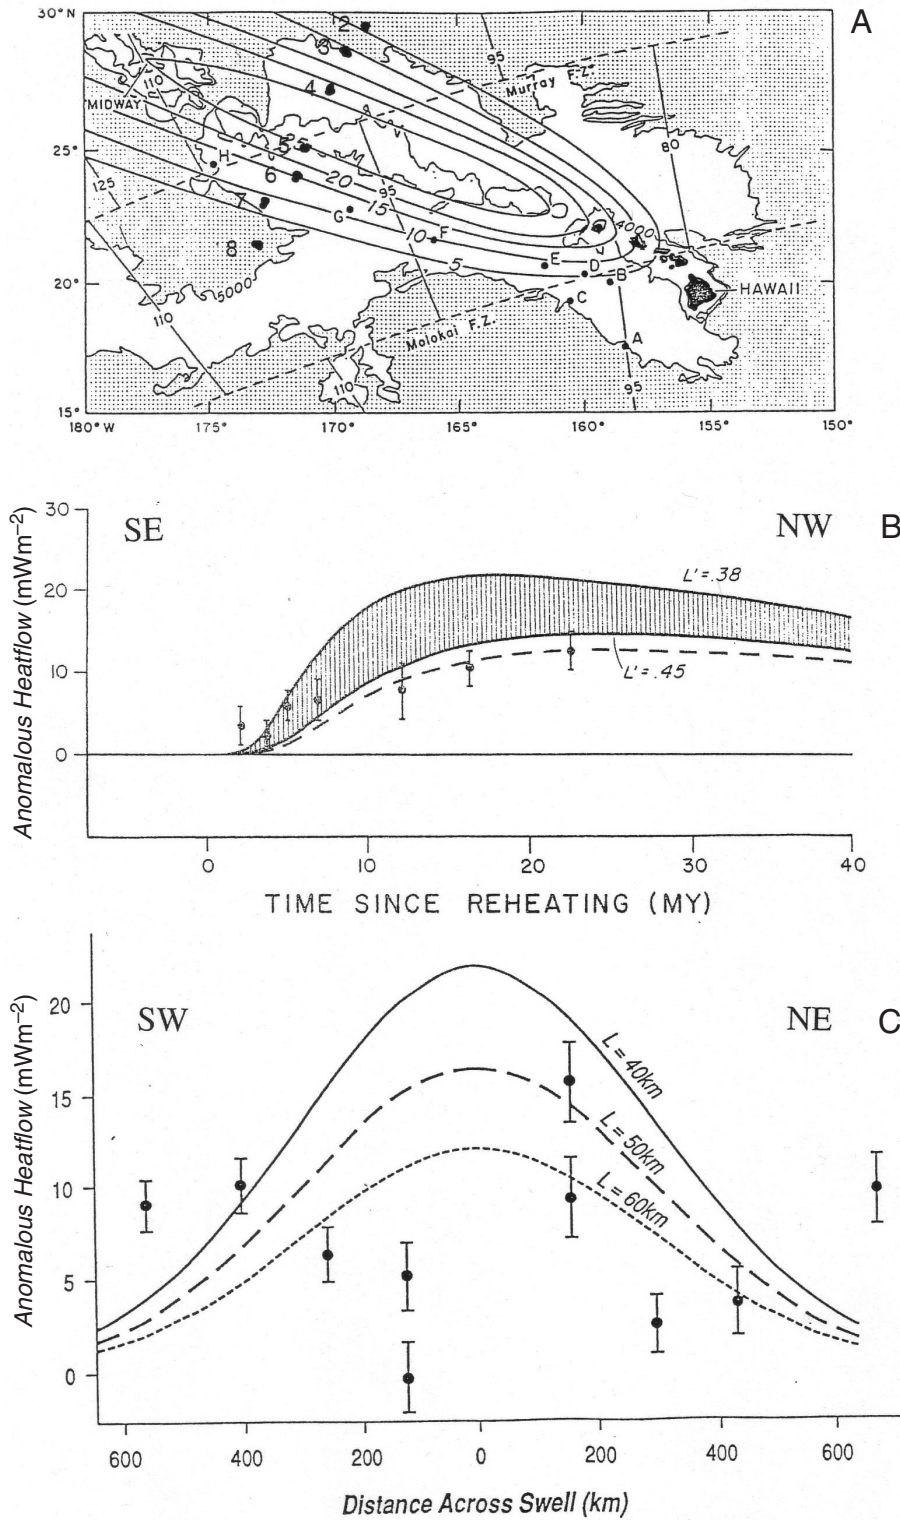 A
30°N
25°
20°
15°
180°W
175°
170°
165°
160°
155°
150°
2
3
4
5
6
7
8
MIDWAY
110
125
110
95
95
80
110
95
Murray F.Z.
Molokai F.Z.
25
20
15
10
5
4000
5000
H
G
F
E
D
B
C
A
HAWAII
B
SE
NW
Anomalous Heatflow (mWm−2)
30
20
10
0
L'=.38
L'=.45
0
10
20
30
40
TIME SINCE REHEATING (MY)
C
SW
NE
Anomalous Heatflow (mWm−2)
20
15
10
5
0
L = 40km
L = 50km
L = 60km
600
400
200
0
200
400
600
Distance Across Swell (km)